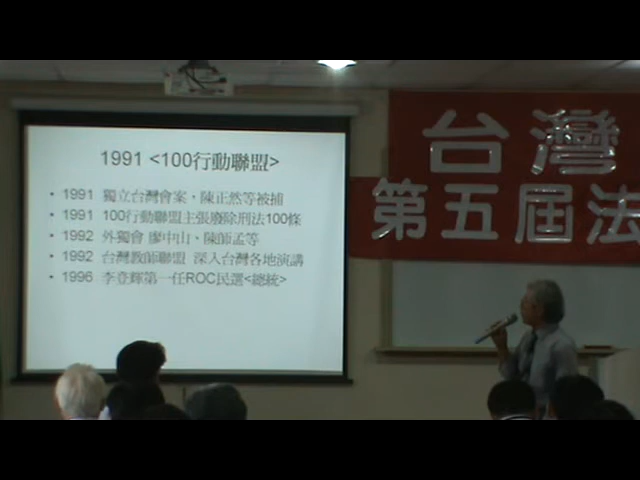 1991 <100行動聯盟>
• 1991 獨立台灣會案，陳正然等被捕
• 1991 100行動聯盟主張廢除刑法100條
• 1992 外獨會 廖中山、陳師孟等
• 1992 台灣教師聯盟 深入台灣各地演講
• 1996 李登輝第一任ROC民選<總統>
台灣
第五屆法